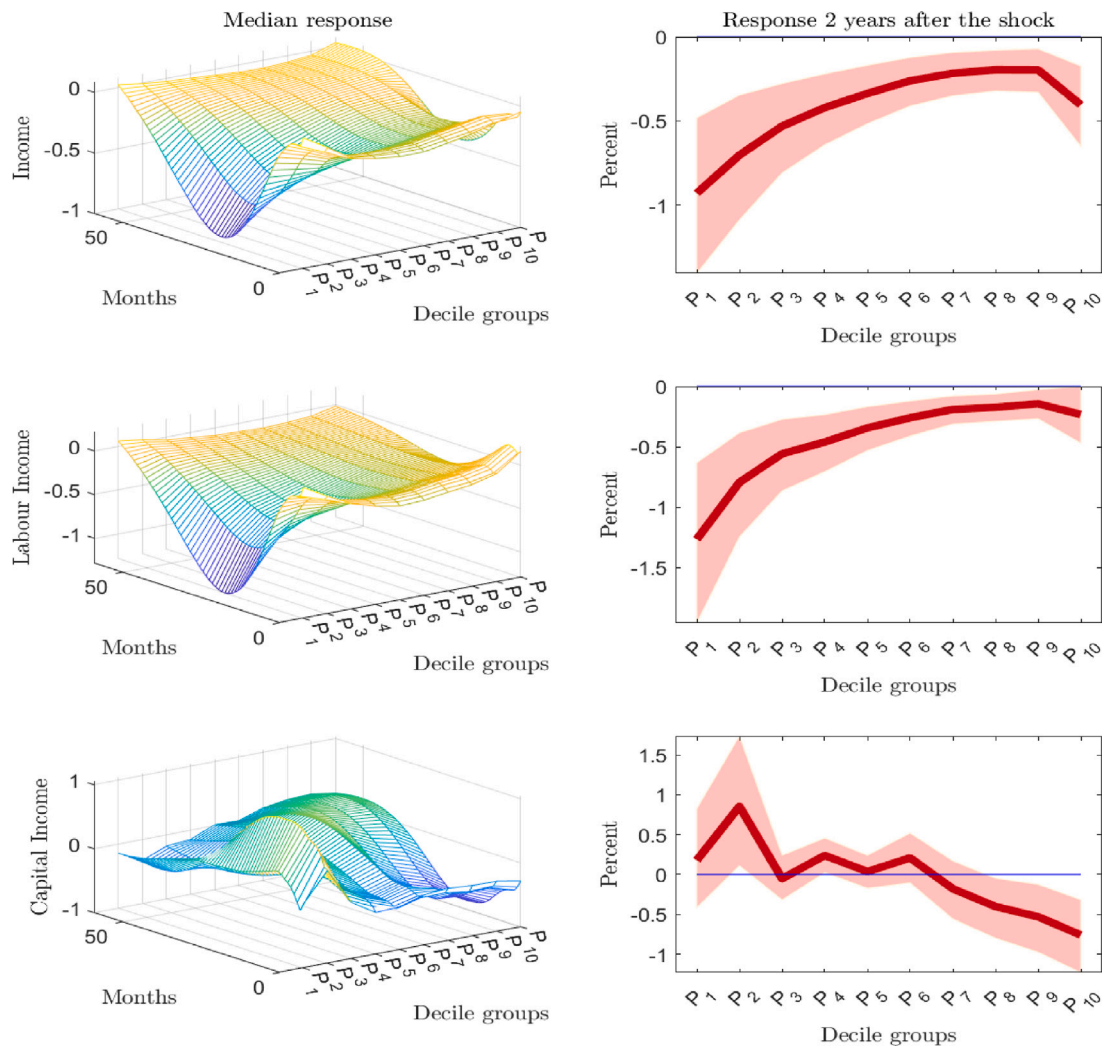 Median response
Response 2 years after the shock
Income
0
-0.5
-1
50
0
Months
P 1 P 2 P 3 P 4 P 5 P 6 P 7 P 8 P 9 P 10
Decile groups
Percent
0
-0.5
-1
P 1 P 2 P 3 P 4 P 5 P 6 P 7 P 8 P 9 P 10
Decile groups
Labour Income
0
-0.5
-1
50
0
Months
P 1 P 2 P 3 P 4 P 5 P 6 P 7 P 8 P 9 P 10
Decile groups
Percent
0
-0.5
-1
-1.5
P 1 P 2 P 3 P 4 P 5 P 6 P 7 P 8 P 9 P 10
Decile groups
Capital Income
1
0
-1
50
0
Months
P 1 P 2 P 3 P 4 P 5 P 6 P 7 P 8 P 9 P 10
Decile groups
Percent
1.5
1
0.5
0
-0.5
-1
P 1 P 2 P 3 P 4 P 5 P 6 P 7 P 8 P 9 P 10
Decile groups